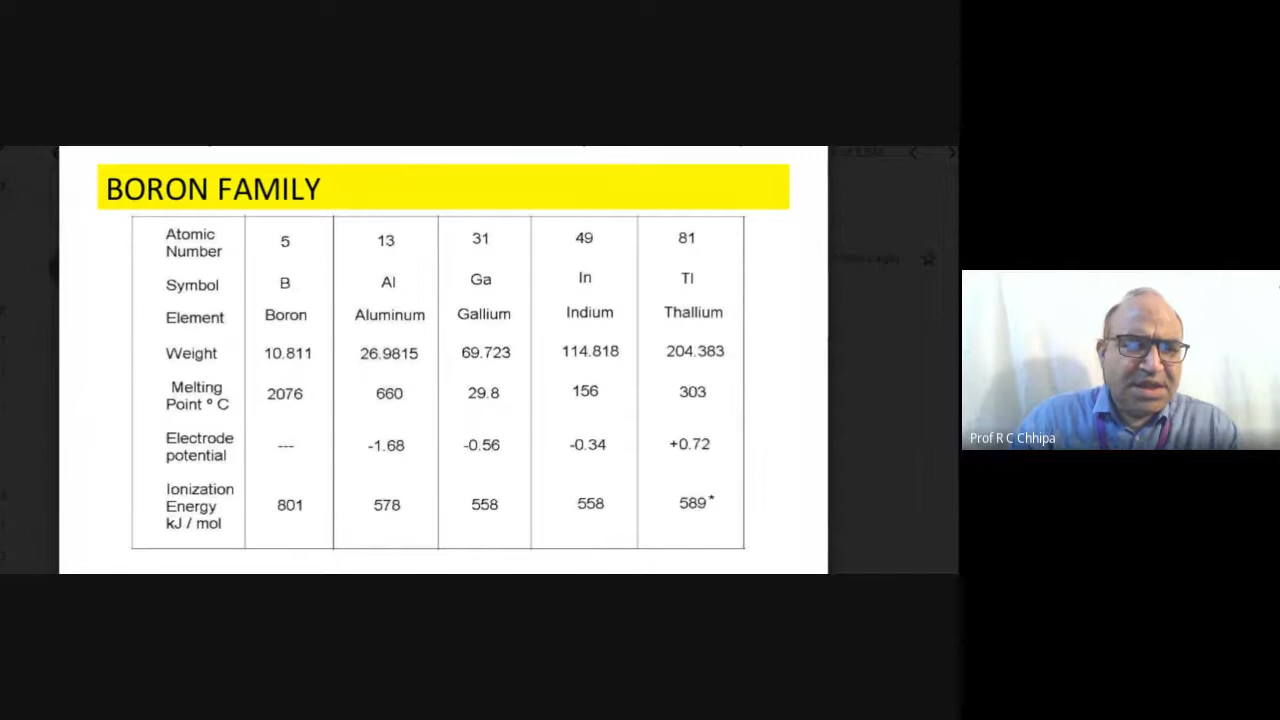 BORON FAMILY
Atomic Number 5 13 31 49 81
Symbol B Al Ga In Tl
Element Boron Aluminum Gallium Indium Thallium
Weight 10.811 26.9815 69.723 114.818 204.383
Melting Point º C 2076 660 29.8 156 303
Electrode potential --- -1.68 -0.56 -0.34 +0.72
Ionization Energy kJ / mol 801 578 558 558 589*
Prof R C Chhipa